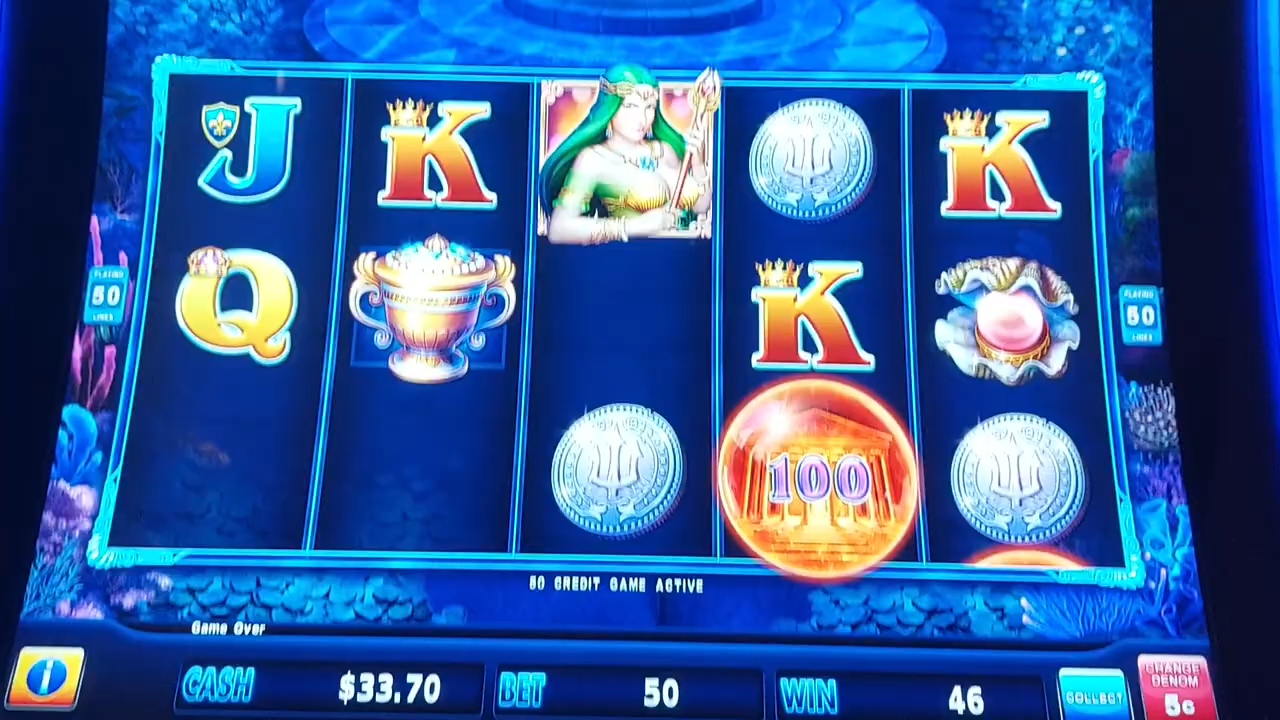 J K K
Q K
PLAYING
50
LINES
PLAYING
50
LINES
100
50 CREDIT GAME ACTIVE
Game Over
CASH $33.70 BET 50 WIN 46 COLLECT
CHANGE
DENOM
5¢